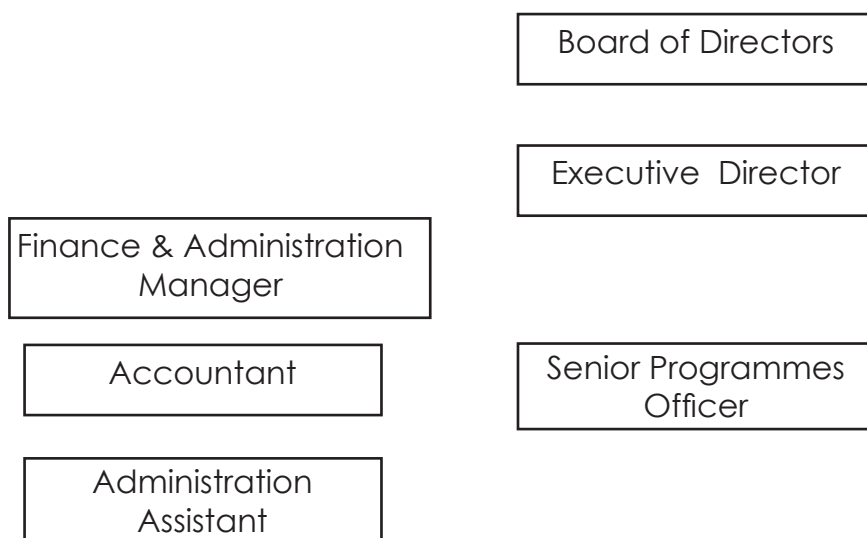 Board of Directors
Executive Director
Finance & Administration
Manager
Accountant
Senior Programmes
Officer
Administration
Assistant